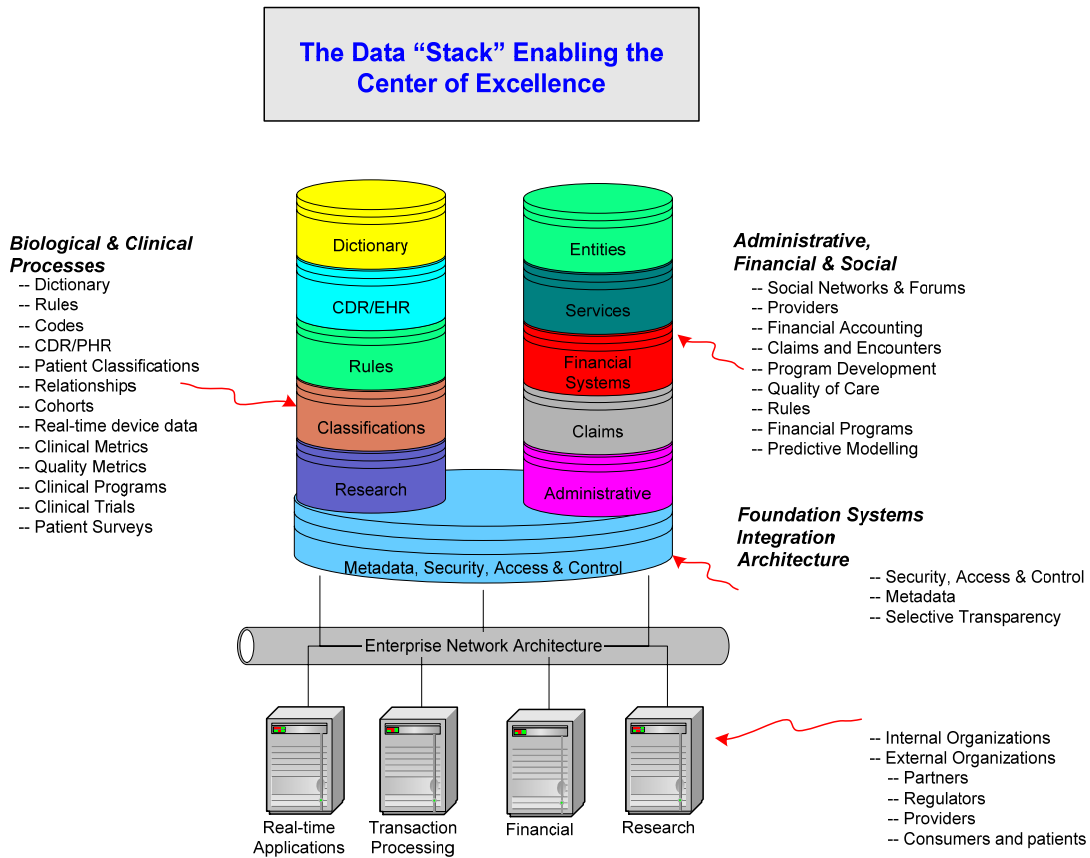 The Data “Stack” Enabling the
Center of Excellence
Biological & Clinical
Processes
-- Dictionary
-- Rules
-- Codes
-- CDR/PHR
-- Patient Classifications
-- Relationships
-- Cohorts
-- Real-time device data
-- Clinical Metrics
-- Quality Metrics
-- Clinical Programs
-- Clinical Trials
-- Patient Surveys
Dictionary
CDR/EHR
Rules
Classifications
Research
Entities
Services
Financial
Systems
Claims
Administrative
Metadata, Security, Access & Control
Administrative,
Financial & Social
-- Social Networks & Forums
-- Providers
-- Financial Accounting
-- Claims and Encounters
-- Program Development
-- Quality of Care
-- Rules
-- Financial Programs
-- Predictive Modelling
Foundation Systems
Integration
Architecture
-- Security, Access & Control
-- Metadata
-- Selective Transparency
Enterprise Network Architecture
Real-time
Applications
Transaction
Processing
Financial
Research
-- Internal Organizations
-- External Organizations
-- Partners
-- Regulators
-- Providers
-- Consumers and patients